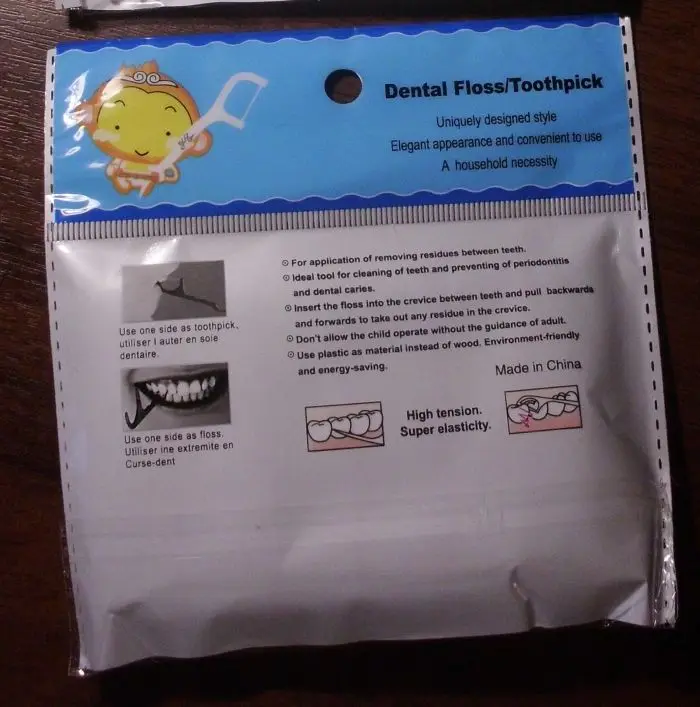 Dental Floss/Toothpick
Uniquely designed style
Elegant appearance and convenient to use
A household necessity
For application of removing residues between teeth.
Ideal tool for cleaning of teeth and preventing of periodontitis
and dental caries.
Insert the floss into the crevice between teeth and pull backwards
and forwards to take out any residue in the crevice.
Don't allow the child operate without the guidance of adult.
Use plastic as material instead of wood. Environment-friendly
and energy-saving.
Made in China
Use one side as toothpick,
utiliser l auter en soie
dentaire.
Use one side as floss.
Utiliser ine extremite en
Curse-dent
High tension.
Super elasticity.